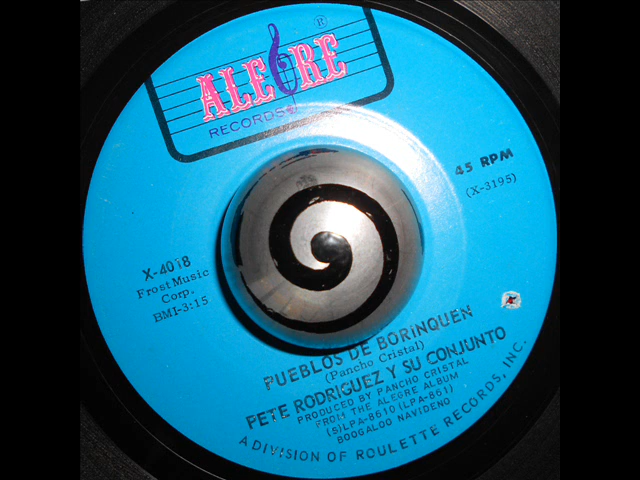 ALEGRE ®
RECORDS
45 RPM
(X-3195)
X-4018
Frost Music
Corp.
BMI-3:15
PUEBLOS DE BORINQUEN
(Pancho Cristal)
PETE RODRIGUEZ Y SU CONJUNTO
PRODUCED BY PANCHO CRISTAL
FROM THE ALEGRE ALBUM
(S)LPA-8610 (LPA-861)
BOOGALOO NAVIDENO
A DIVISION OF ROULETTE RECORDS, INC.